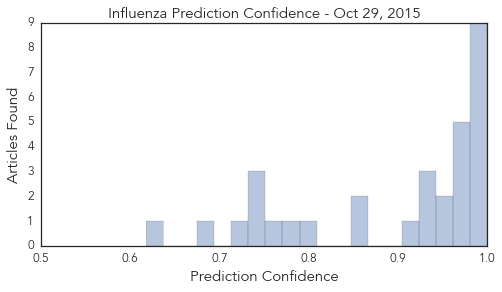 Influenza Prediction Confidence - Oct 29, 2015
Articles Found
9
8
7
6
5
4
3
2
1
0
0.5 0.6 0.7 0.8 0.9 1.0
Prediction Confidence